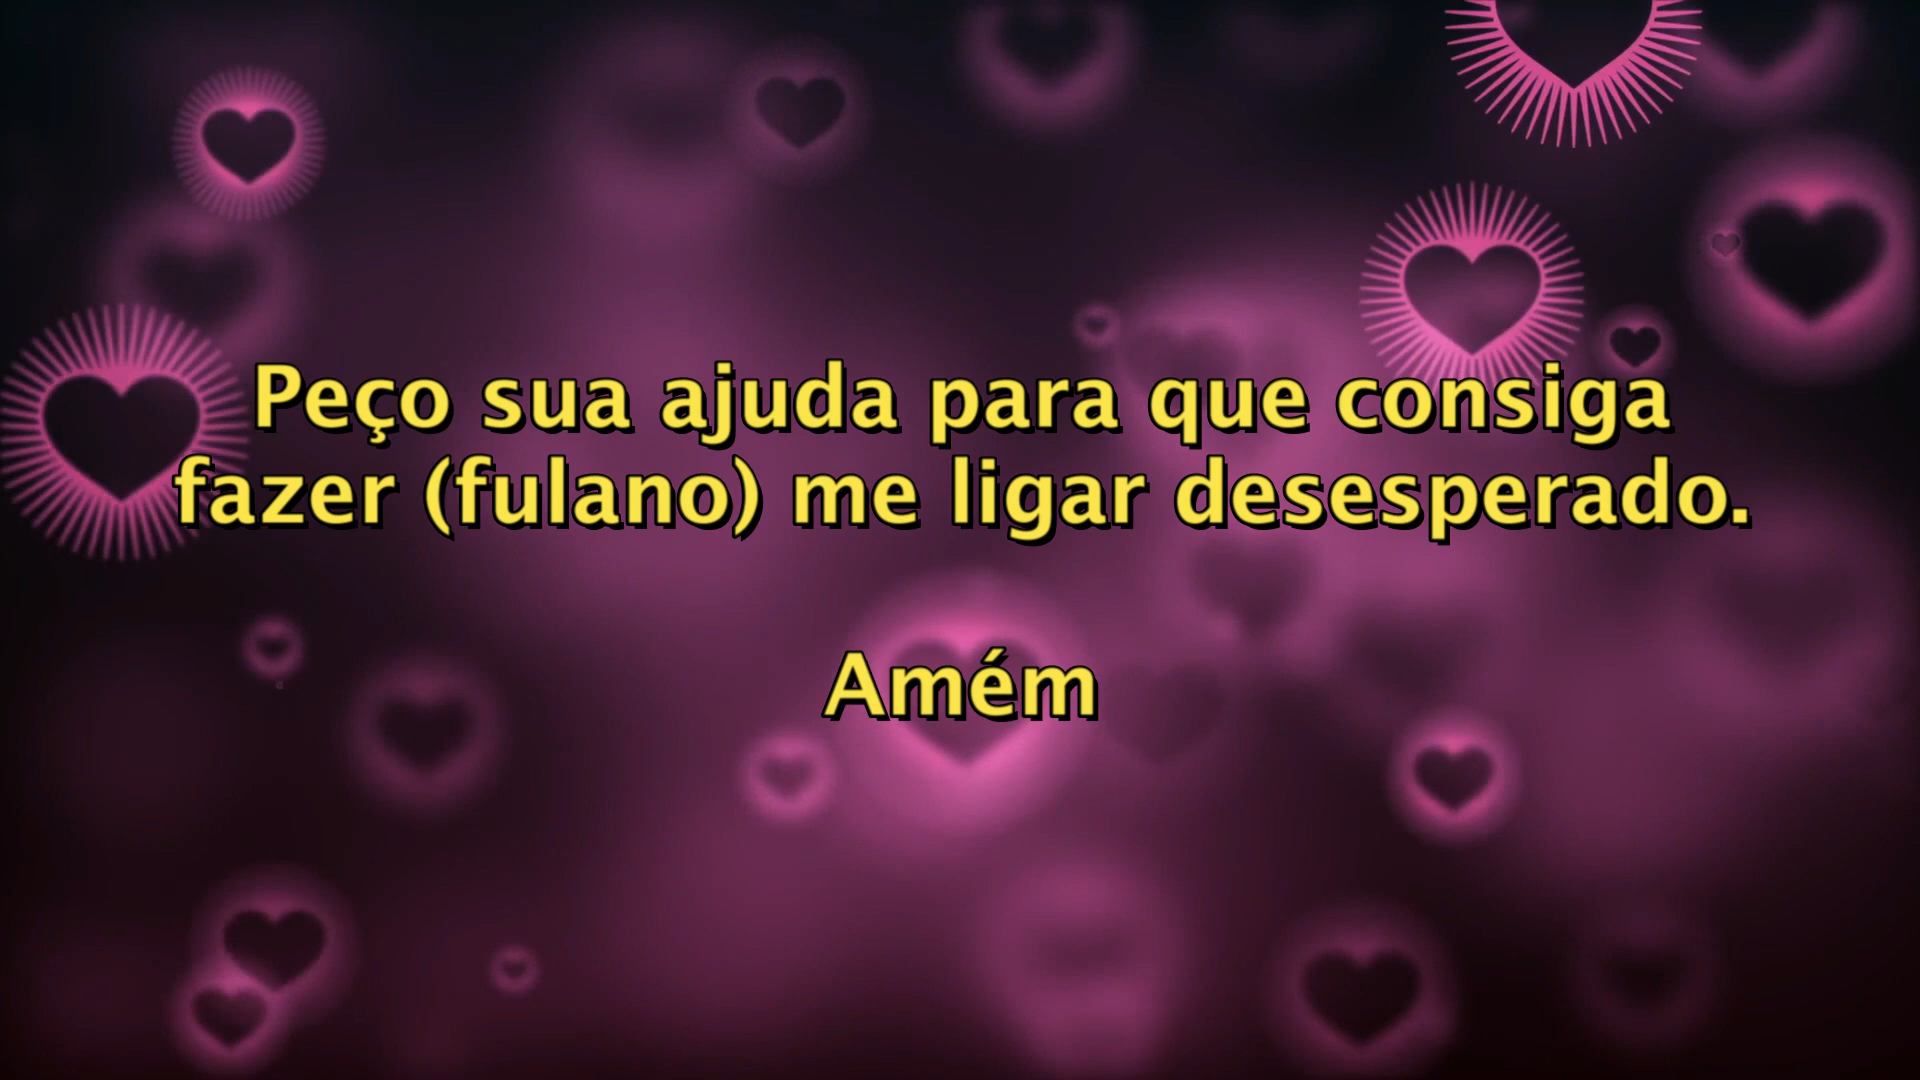 Peço sua ajuda para que consiga
fazer (fulano) me ligar desesperado.
Amém